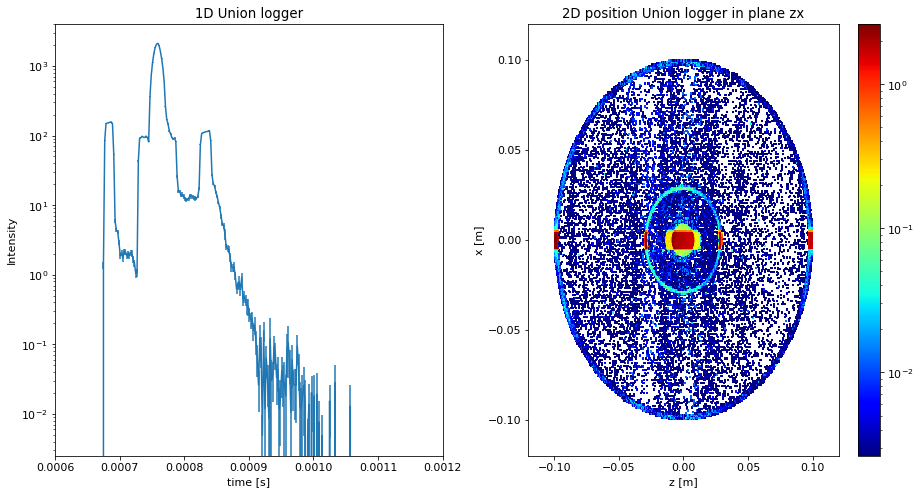 1D Union logger
10³
10²
10¹
10⁰
10⁻¹
10⁻²
Intensity
0.0006 0.0007 0.0008 0.0009 0.0010 0.0011 0.0012
time [s]
2D position Union logger in plane zx
0.10
0.05
0.00
−0.05
−0.10
x [m]
−0.10 −0.05 0.00 0.05 0.10
z [m]
10⁰
10⁻¹
10⁻²